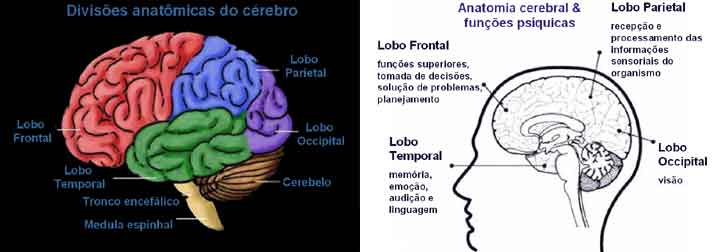 Divisões anatômicas do cérebro
Lobo
Parietal
Lobo
Frontal
Lobo
Occipital
Lobo
Temporal
Cerebelo
Tronco encefálico
Medula espinhal
Anatomia cerebral &
funções psiquicas
Lobo Parietal
recepção e
processamento das
informações
sensoriais do
organismo
Lobo Frontal
funções superiores,
tomada de decisões,
solução de problemas,
planejamento
Lobo
Temporal
memória,
emoção,
audição e
linguagem
Lobo
Occipital
visão